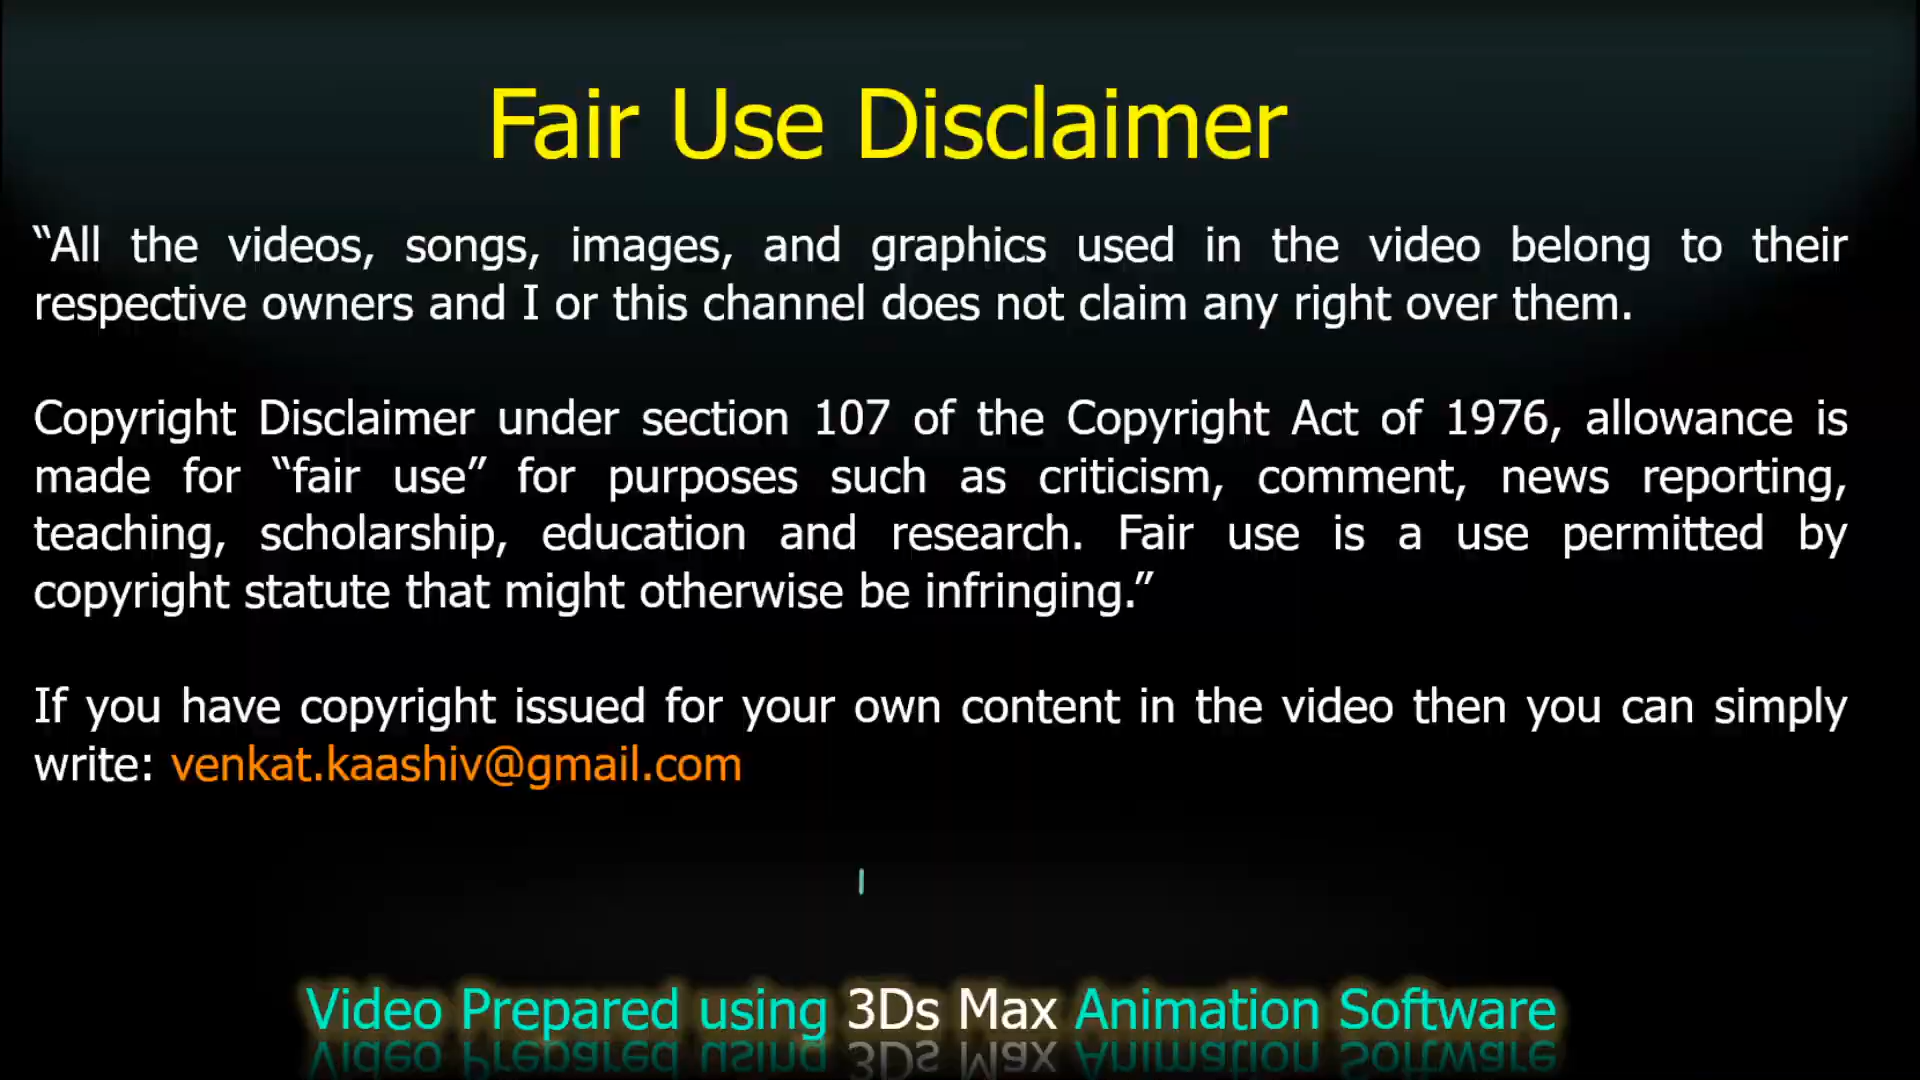 Fair Use Disclaimer
“All the videos, songs, images, and graphics used in the video belong to their
respective owners and I or this channel does not claim any right over them.
Copyright Disclaimer under section 107 of the Copyright Act of 1976, allowance is
made for “fair use” for purposes such as criticism, comment, news reporting,
teaching, scholarship, education and research. Fair use is a use permitted by
copyright statute that might otherwise be infringing.”
If you have copyright issued for your own content in the video then you can simply
write: venkat.kaashiv@gmail.com
Video Prepared using 3Ds Max Animation Software